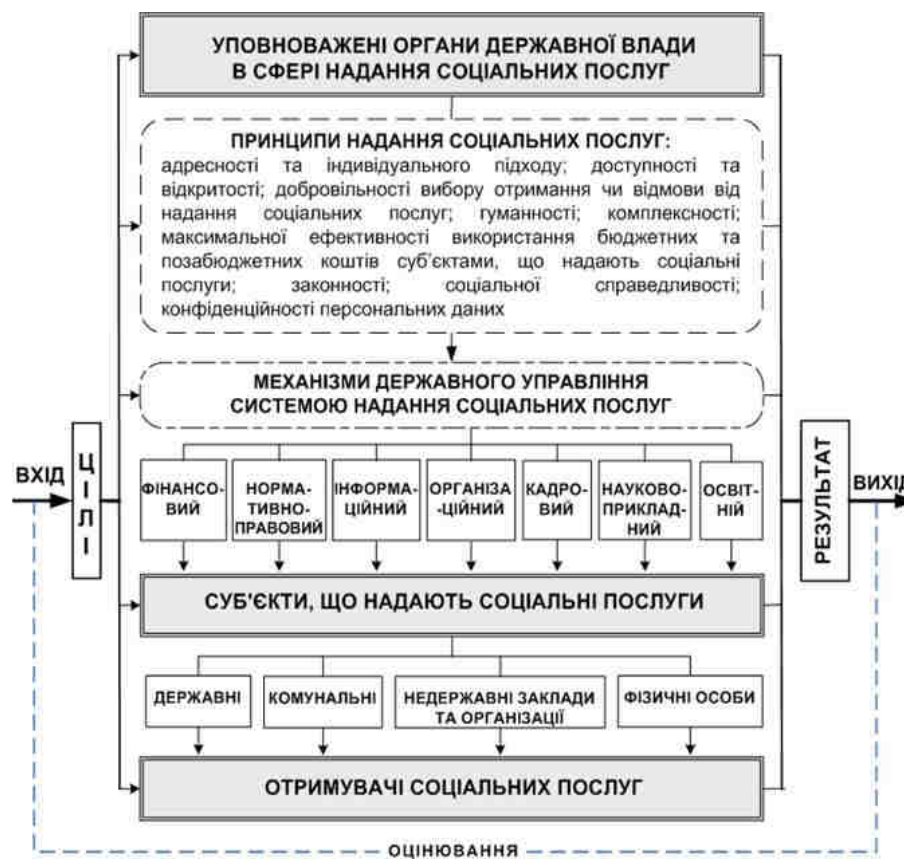 УПОВНОВАЖЕНІ ОРГАНИ ДЕРЖАВНОЇ ВЛАДИ
В СФЕРІ НАДАННЯ СОЦІАЛЬНИХ ПОСЛУГ
ПРИНЦИПИ НАДАННЯ СОЦІАЛЬНИХ ПОСЛУГ:
адресності та індивідуального підходу; доступності та
відкритості; добровільності вибору отримання чи відмови від
надання соціальних послуг; гуманності; комплексності;
максимальної ефективності використання бюджетних та
позабюджетних коштів суб'єктами, що надають соціальні
послуги; законності; соціальної справедливості;
конфіденційності персональних даних
МЕХАНІЗМИ ДЕРЖАВНОГО УПРАВЛІННЯ
СИСТЕМОЮ НАДАННЯ СОЦІАЛЬНИХ ПОСЛУГ
ВХІД
ЦІЛІ
ФІНАНСО-
ВИЙ
НОРМА-
ТИВНО-
ПРАВОВИЙ
ІНФОРМА-
ЦІЙНИЙ
ОРГАНІЗА
-ЦІЙНИЙ
КАДРО-
ВИЙ
НАУКОВО-
ПРИКЛАД-
НИЙ
ОСВІТ-
НІЙ
РЕЗУЛЬТАТ
ВИХІД
СУБ'ЄКТИ, ЩО НАДАЮТЬ СОЦІАЛЬНІ ПОСЛУГИ
ДЕРЖАВНІ
КОМУНАЛЬНІ
НЕДЕРЖАВНІ ЗАКЛАДИ
ТА ОРГАНІЗАЦІЇ
ФІЗИЧНІ ОСОБИ
ОТРИМУВАЧІ СОЦІАЛЬНИХ ПОСЛУГ
ОЦІНЮВАННЯ